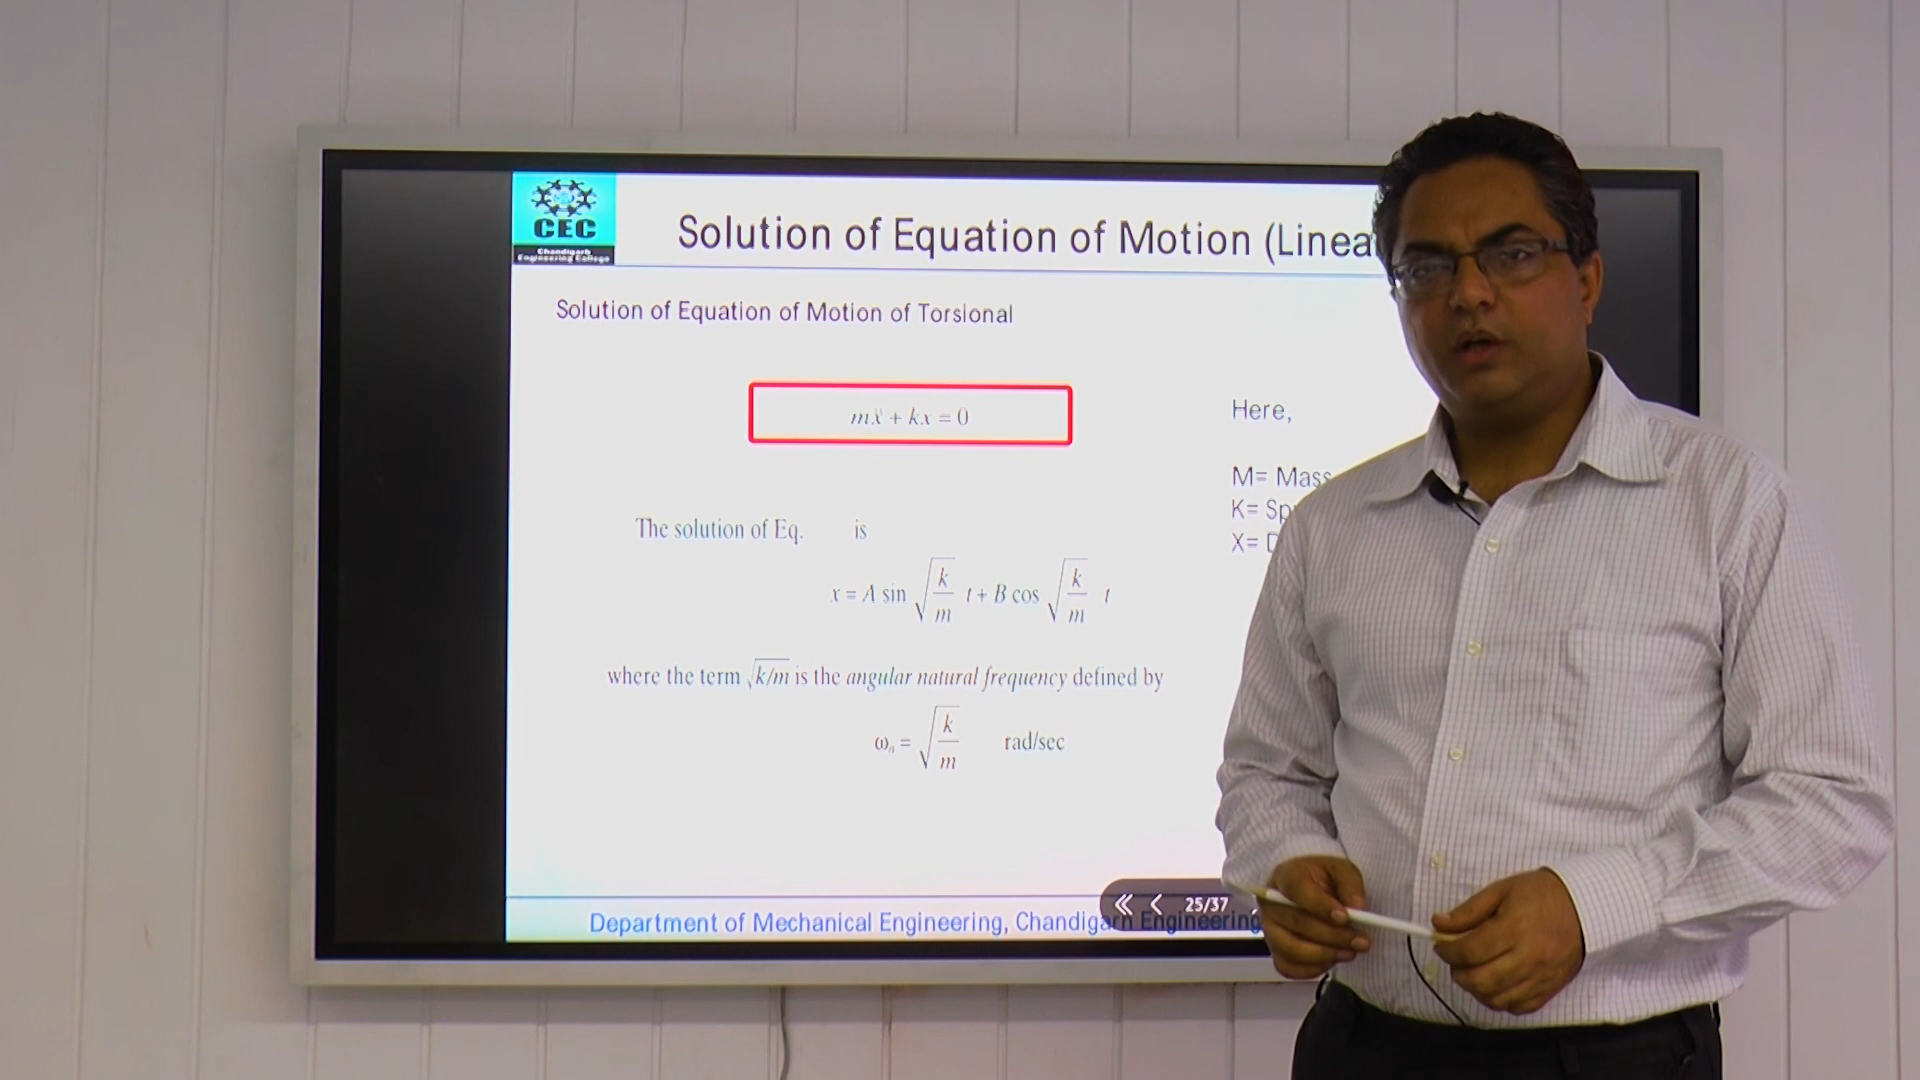 CEC
Chandigarh
Engineering College
Solution of Equation of Motion (Linea
Solution of Equation of Motion of Torsional
mẍ + kx = 0
Here,
M= Mass
K= Sp
X= D
The solution of Eq. is
x = A sin √(k/m) t + B cos √(k/m) t
where the term √k/m is the angular natural frequency defined by
ωn = √(k/m) rad/sec
25/37
Department of Mechanical Engineering, Chandigarh Engineering